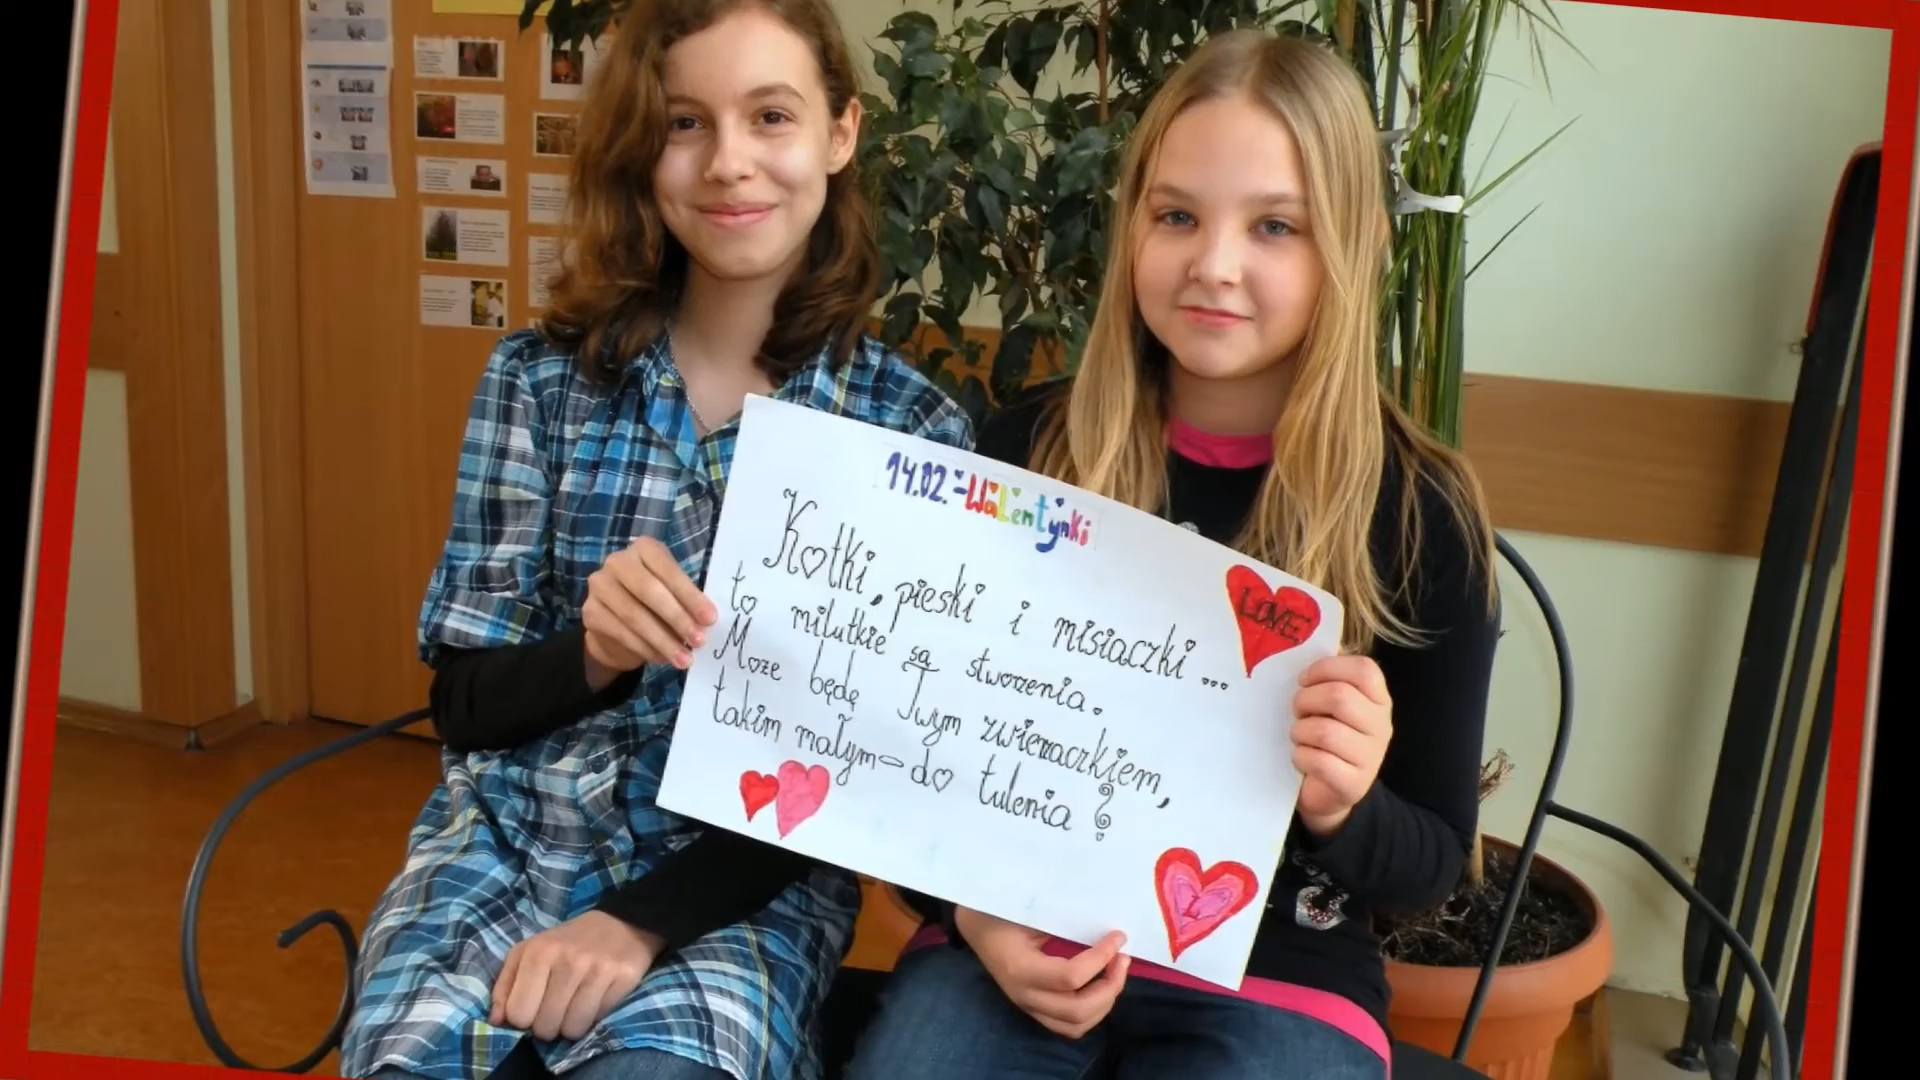 14.02.-Walentynki
Kotki, pieski i misiaczki...
to milutkie są stworzenia.
Może będę Twym zwierzaczkiem,
takim małym-do tulenia?
LOVE